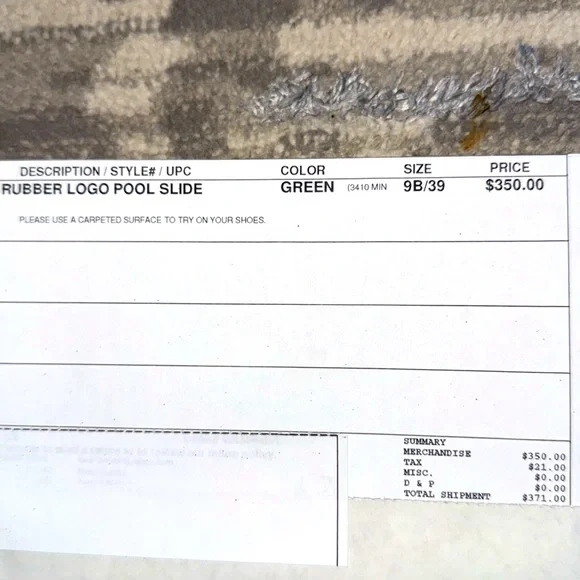 DESCRIPTION / STYLE# / UPC COLOR SIZE PRICE
RUBBER LOGO POOL SLIDE GREEN (3410 MIN 9B/39 $350.00
PLEASE USE A CARPETED SURFACE TO TRY ON YOUR SHOES.
SUMMARY
MERCHANDISE $350.00
TAX $21.00
MISC. $0.00
D & P $0.00
TOTAL SHIPMENT $371.00